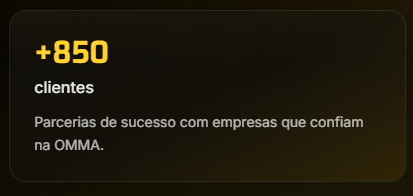 +850
clientes
Parcerias de sucesso com empresas que confiam
na OMMA.